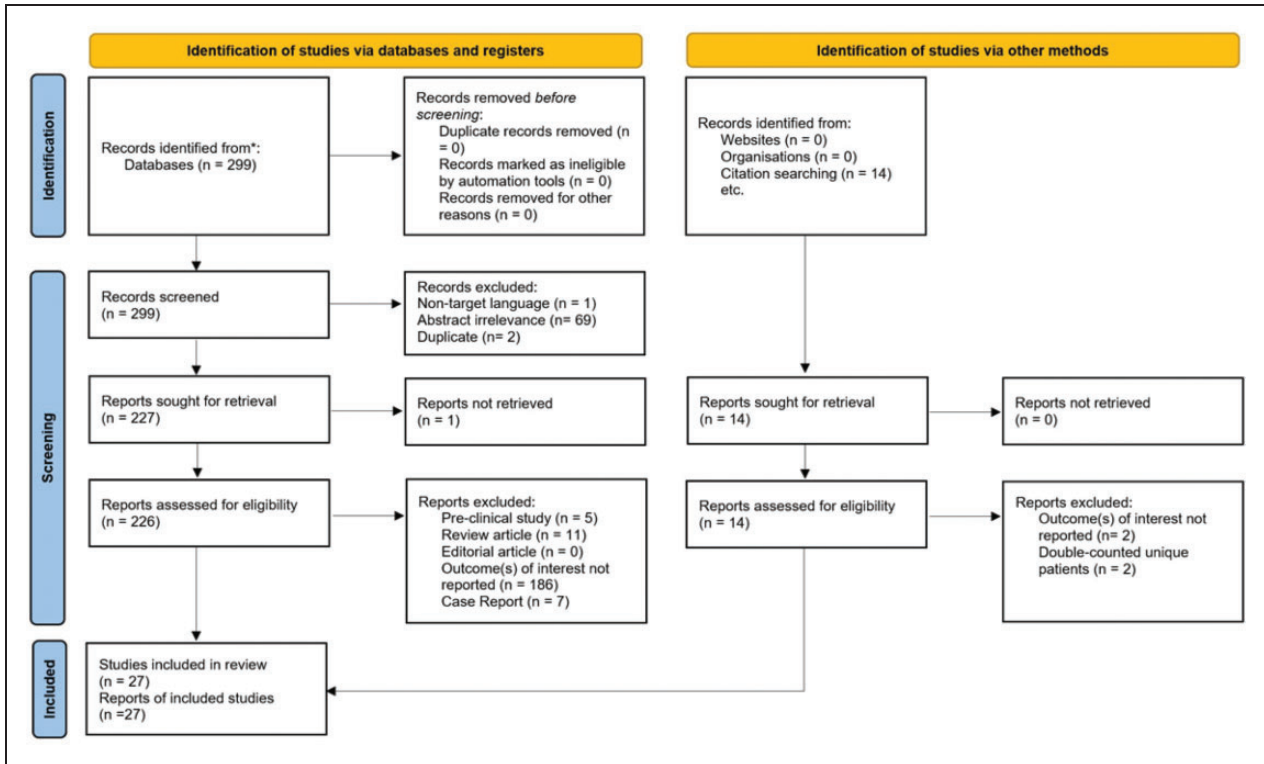 Identification of studies via databases and registers
Identification of studies via other methods
Identification
Records identified from*:
Databases (n = 299)
Records removed before
screening:
Duplicate records removed (n
= 0)
Records marked as ineligible
by automation tools (n = 0)
Records removed for other
reasons (n = 0)
Records identified from:
Websites (n = 0)
Organisations (n = 0)
Citation searching (n = 14)
etc.
Screening
Records screened
(n = 299)
Records excluded:
Non-target language (n = 1)
Abstract irrelevance (n= 69)
Duplicate (n= 2)
Reports sought for retrieval
(n = 227)
Reports not retrieved
(n = 1)
Reports sought for retrieval
(n = 14)
Reports not retrieved
(n = 0)
Reports assessed for eligibility
(n = 226)
Reports excluded:
Pre-clinical study (n = 5)
Review article (n = 11)
Editorial article (n = 0)
Outcome(s) of interest not
reported (n = 186)
Case Report (n = 7)
Reports assessed for eligibility
(n = 14)
Reports excluded:
Outcome(s) of interest not
reported (n= 2)
Double-counted unique
patients (n = 2)
Included
Studies included in review
(n = 27)
Reports of included studies
(n =27)